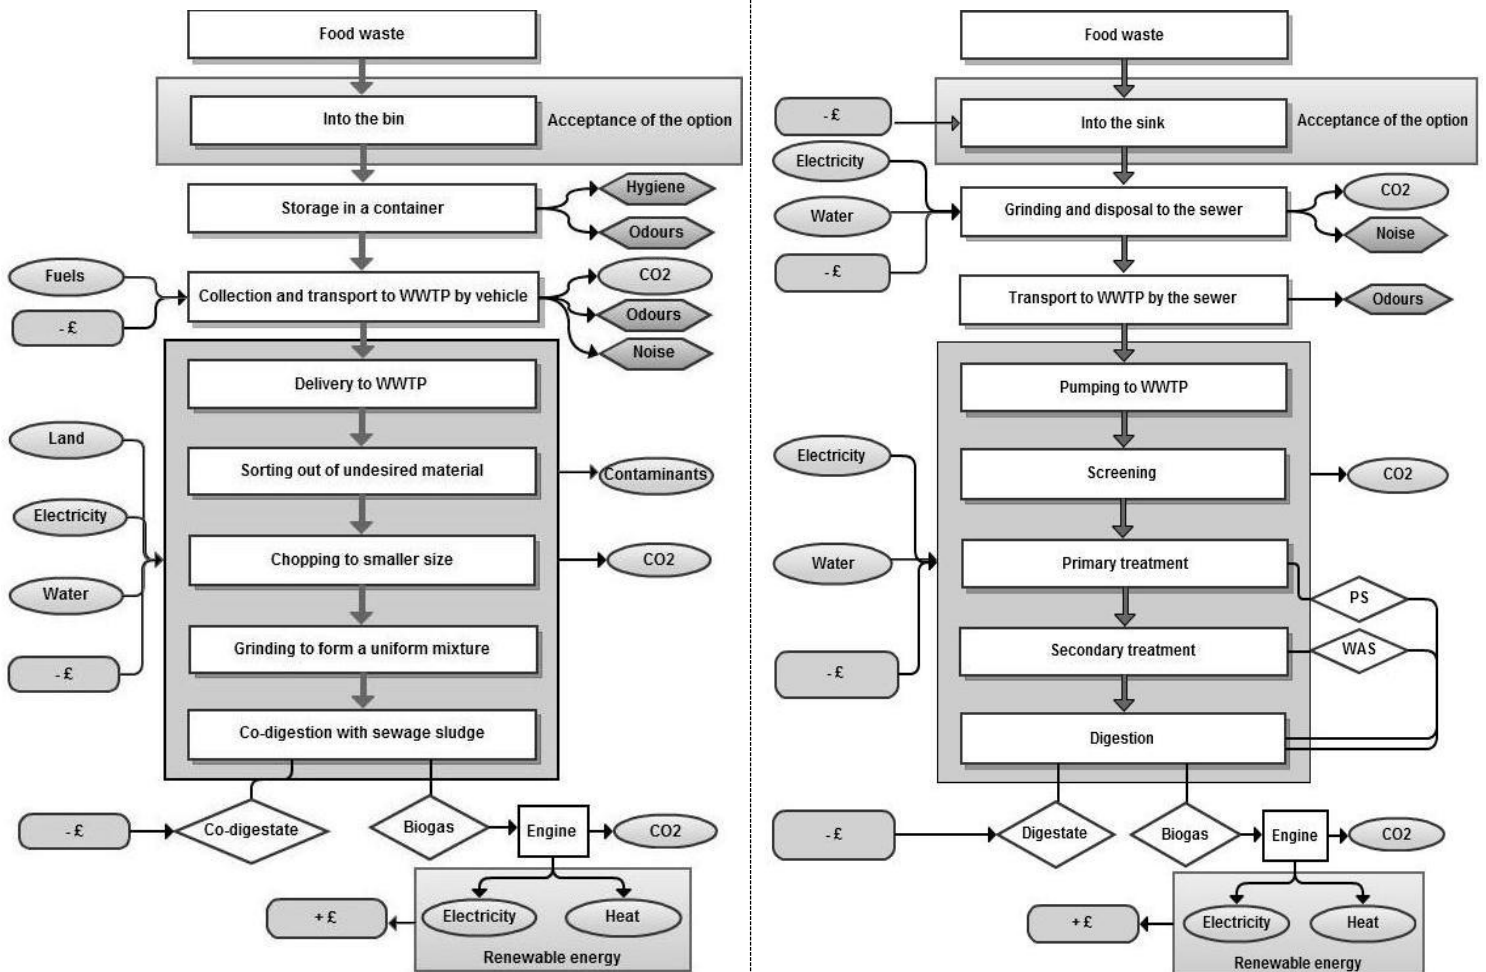 Food waste
Into the bin
Acceptance of the option
Storage in a container
Hygiene
Odours
Fuels
- £
Collection and transport to WWTP by vehicle
CO2
Odours
Noise
Delivery to WWTP
Land
Sorting out of undesired material
Contaminants
Electricity
Chopping to smaller size
CO2
Water
Grinding to form a uniform mixture
- £
Co-digestion with sewage sludge
- £
Co-digestate
Biogas
Engine
CO2
+ £
Electricity
Heat
Renewable energy
Food waste
- £
Into the sink
Acceptance of the option
Electricity
Water
- £
Grinding and disposal to the sewer
CO2
Noise
Transport to WWTP by the sewer
Odours
Pumping to WWTP
Electricity
Screening
CO2
Water
Primary treatment
PS
Secondary treatment
WAS
- £
Digestion
- £
Digestate
Biogas
Engine
CO2
+ £
Electricity
Heat
Renewable energy